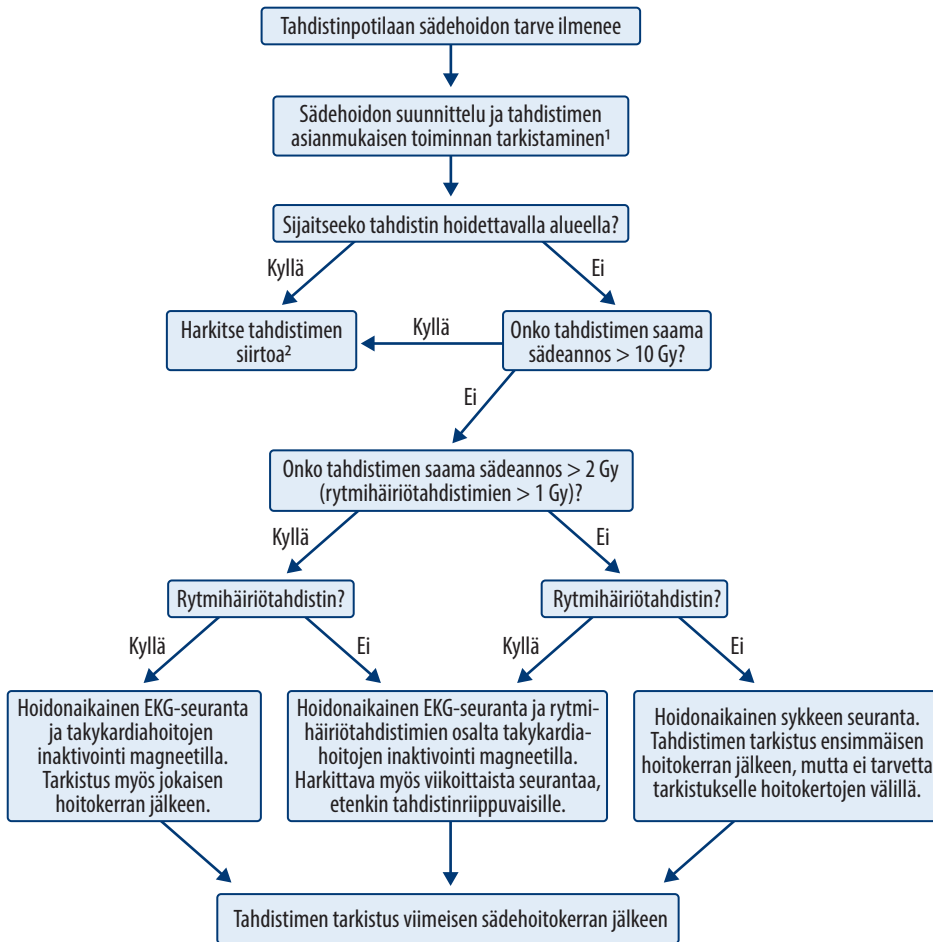 Tahdistinpotilaan sädehoidon tarve ilmenee
Sädehoidon suunnittelu ja tahdistimen
asianmukaisen toiminnan tarkistaminen¹
Sijaitseeko tahdistin hoidettavalla alueella?
Kyllä
Ei
Harkitse tahdistimen
siirtoa²
Kyllä
Onko tahdistimen saama
sädeannos > 10 Gy?
Ei
Onko tahdistimen saama sädeannos > 2 Gy
(rytmihäiriötahdistimien > 1 Gy)?
Kyllä
Ei
Rytmihäiriötahdistin?
Rytmihäiriötahdistin?
Kyllä
Ei
Kyllä
Ei
Hoidonaikainen EKG-seuranta
ja takykardiahoitojen
inaktivointi magneetilla.
Tarkistus myös jokaisen
hoitokerran jälkeen.
Hoidonaikainen EKG-seuranta ja rytmi-
häiriötahdistimien osalta takykardia-
hoitojen inaktivointi magneetilla.
Harkittava myös viikoittaista seurantaa,
etenkin tahdistinriippuvaisille.
Hoidonaikainen sykkeen seuranta.
Tahdistimen tarkistus ensimmäisen
hoitokerran jälkeen, mutta ei tarvetta
tarkistukselle hoitokertojen välillä.
Tahdistimen tarkistus viimeisen sädehoitokerran jälkeen